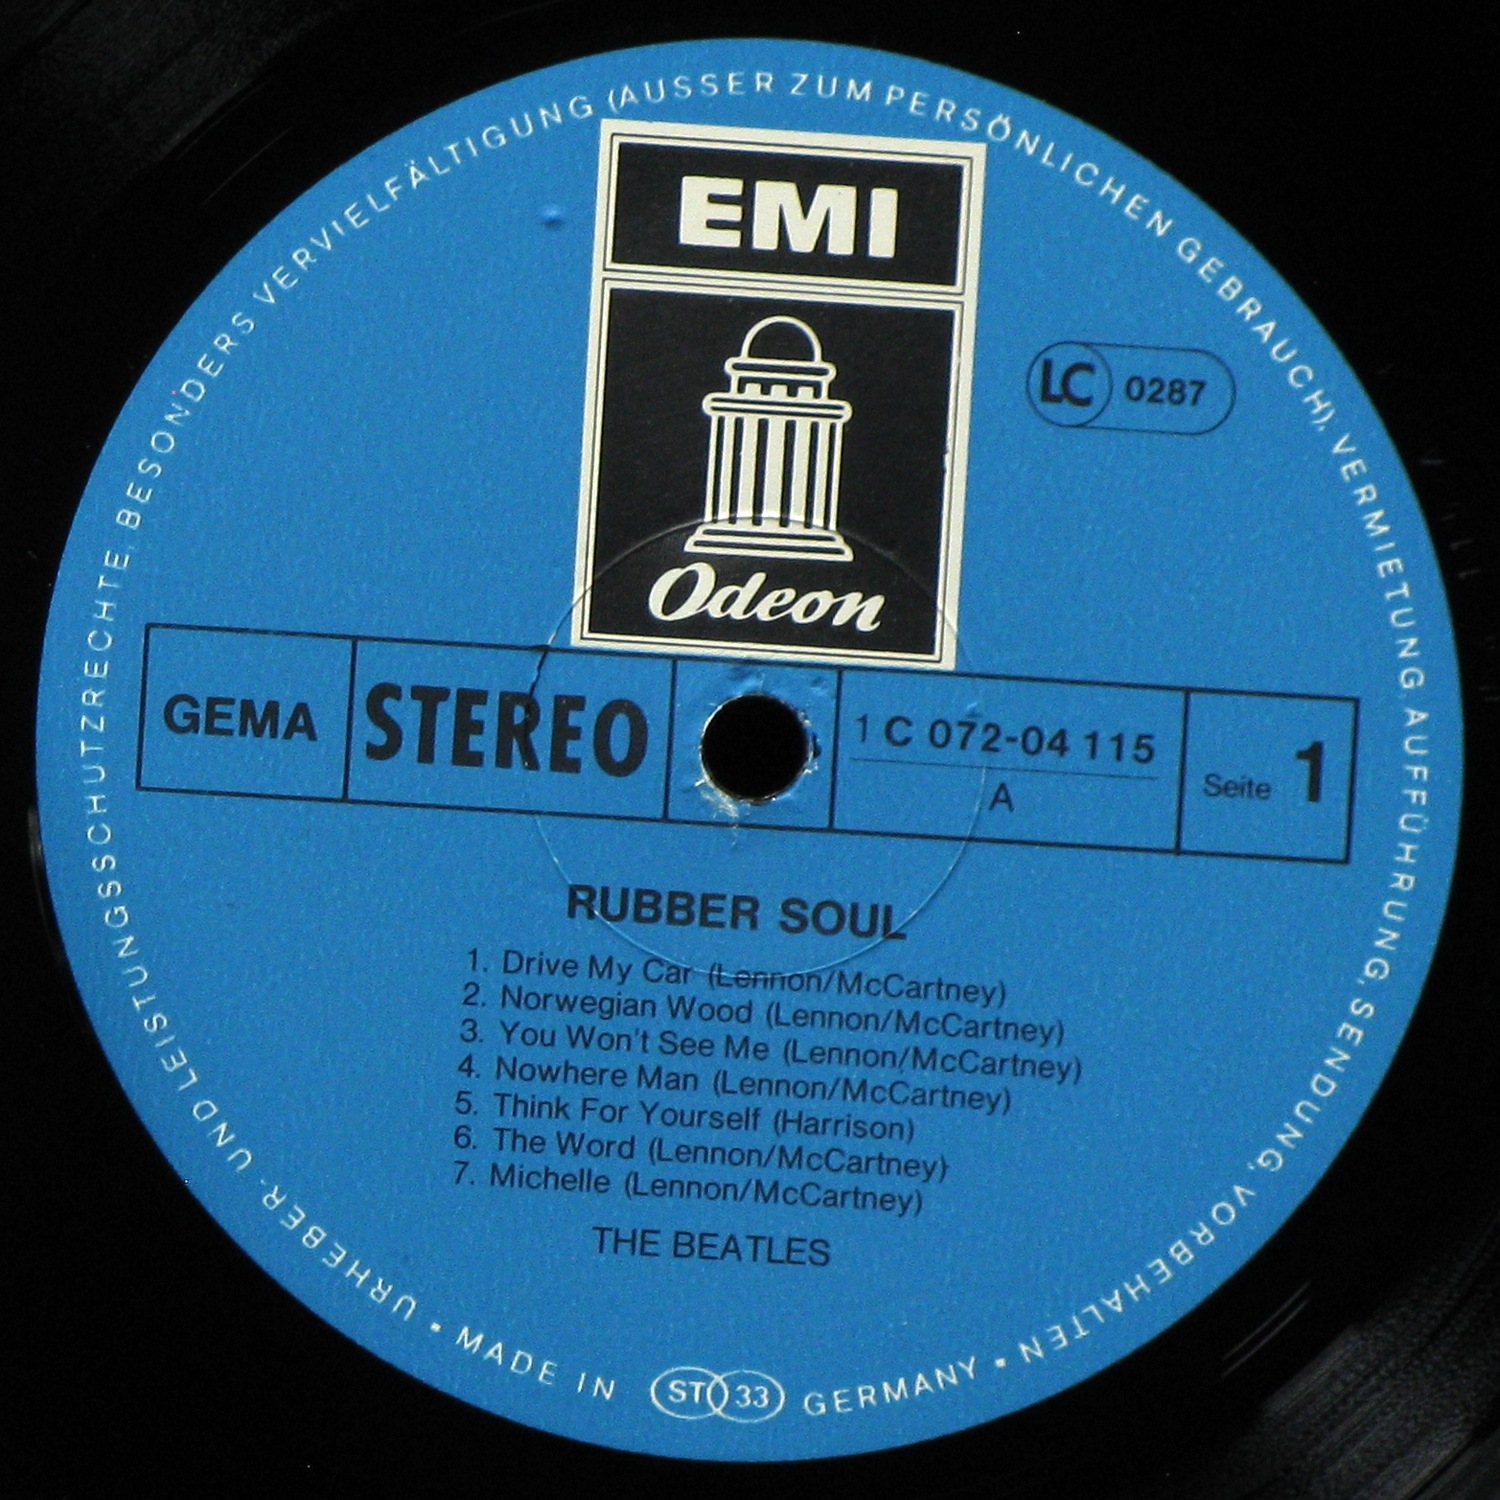 URHEBER- UND LEISTUNGSSCHUTZRECHTE, BESONDERS VERVIELFÄLTIGUNG (AUSSER ZUM PERSÖNLICHEN GEBRAUCH), VERMIETUNG AUFFÜHRUNG, SENDUNG, VORBEHALTEN
EMI
LC 0287
Odeon
GEMA STEREO 1 C 072-04 115
A
Seite 1
RUBBER SOUL
1. Drive My Car (Lennon/McCartney)
2. Norwegian Wood (Lennon/McCartney)
3. You Won't See Me (Lennon/McCartney)
4. Nowhere Man (Lennon/McCartney)
5. Think For Yourself (Harrison)
6. The Word (Lennon/McCartney)
7. Michelle (Lennon/McCartney)
THE BEATLES
• MADE IN ST 33 GERMANY •